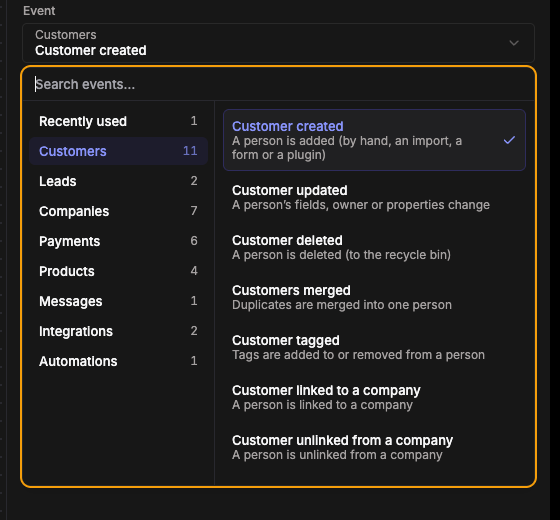 Event
Customers
Customer created
Search events...
Recently used 1
Customers 11
Leads 2
Companies 7
Payments 6
Products 4
Messages 1
Integrations 2
Automations 1
Customer created
A person is added (by hand, an import, a
form or a plugin)
Customer updated
A person’s fields, owner or properties change
Customer deleted
A person is deleted (to the recycle bin)
Customers merged
Duplicates are merged into one person
Customer tagged
Tags are added to or removed from a person
Customer linked to a company
A person is linked to a company
Customer unlinked from a company
A person is unlinked from a company